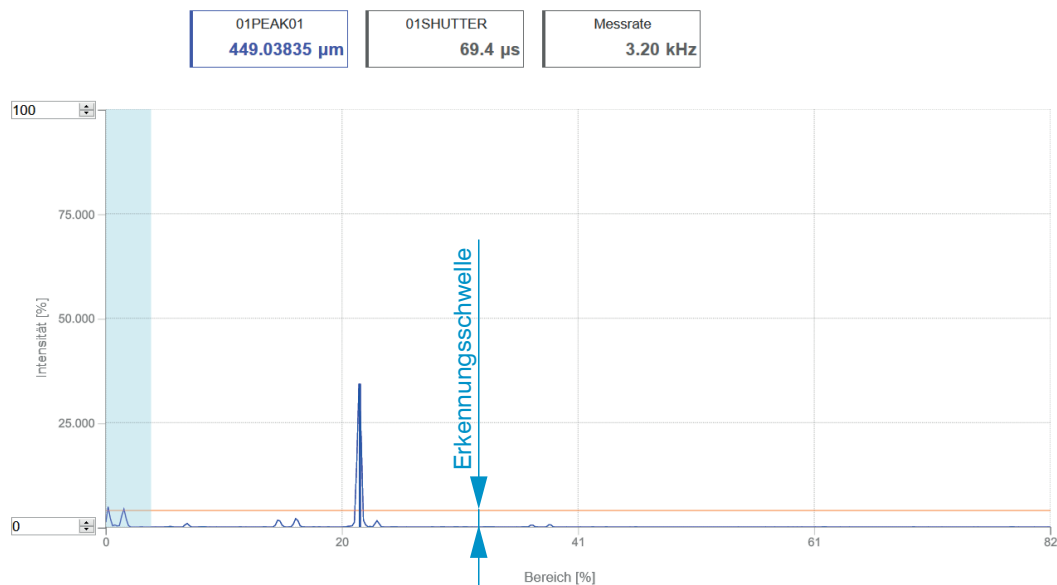 01PEAK01
449.03835 µm
01SHUTTER
69.4 µs
Messrate
3.20 kHz
100
75.000
50.000
25.000
0
Intensität [%]
Erkennungsschwelle
0
20
41
61
82
Bereich [%]